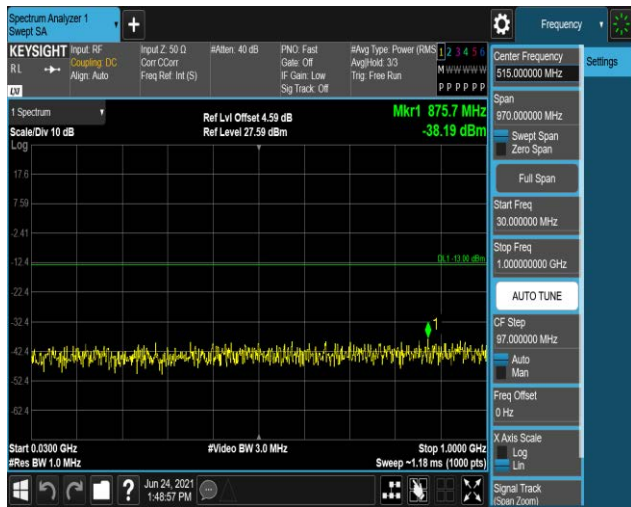 Spectrum Analyzer 1
Swept SA
+
Frequency
KEYSIGHT Input: RF Input Z: 50 Ω #Atten: 40 dB PNO: Fast #Avg Type: Power (RMS 1 2 3 4 5 6
RL Coupling: DC Corr CCorr Gate: Off Avg|Hold: 3/3 M W W W W W
Align: Auto Freq Ref: Int (S) IF Gain: Low Trig: Free Run
Sig Track: Off P P P P P P
LXI
1 Spectrum
Scale/Div 10 dB
Log
Ref Lvl Offset 4.59 dB
Ref Level 27.59 dBm
Mkr1 875.7 MHz
-38.19 dBm
17.6
7.59
-2.41
-12.4
DL1 -13.00 dBm
-22.4
-32.4
1
-42.4
-52.4
-62.4
Start 0.0300 GHz #Video BW 3.0 MHz Stop 1.0000 GHz
#Res BW 1.0 MHz Sweep ~1.18 ms (1000 pts)
?
Jun 24, 2021
1:48:57 PM
Center Frequency
515.000000 MHz
Settings
Span
970.000000 MHz
Swept Span
Zero Span
Full Span
Start Freq
30.000000 MHz
Stop Freq
1.000000000 GHz
AUTO TUNE
CF Step
97.000000 MHz
Auto
Man
Freq Offset
0 Hz
X Axis Scale
Log
Lin
Signal Track
(Span Zoom)